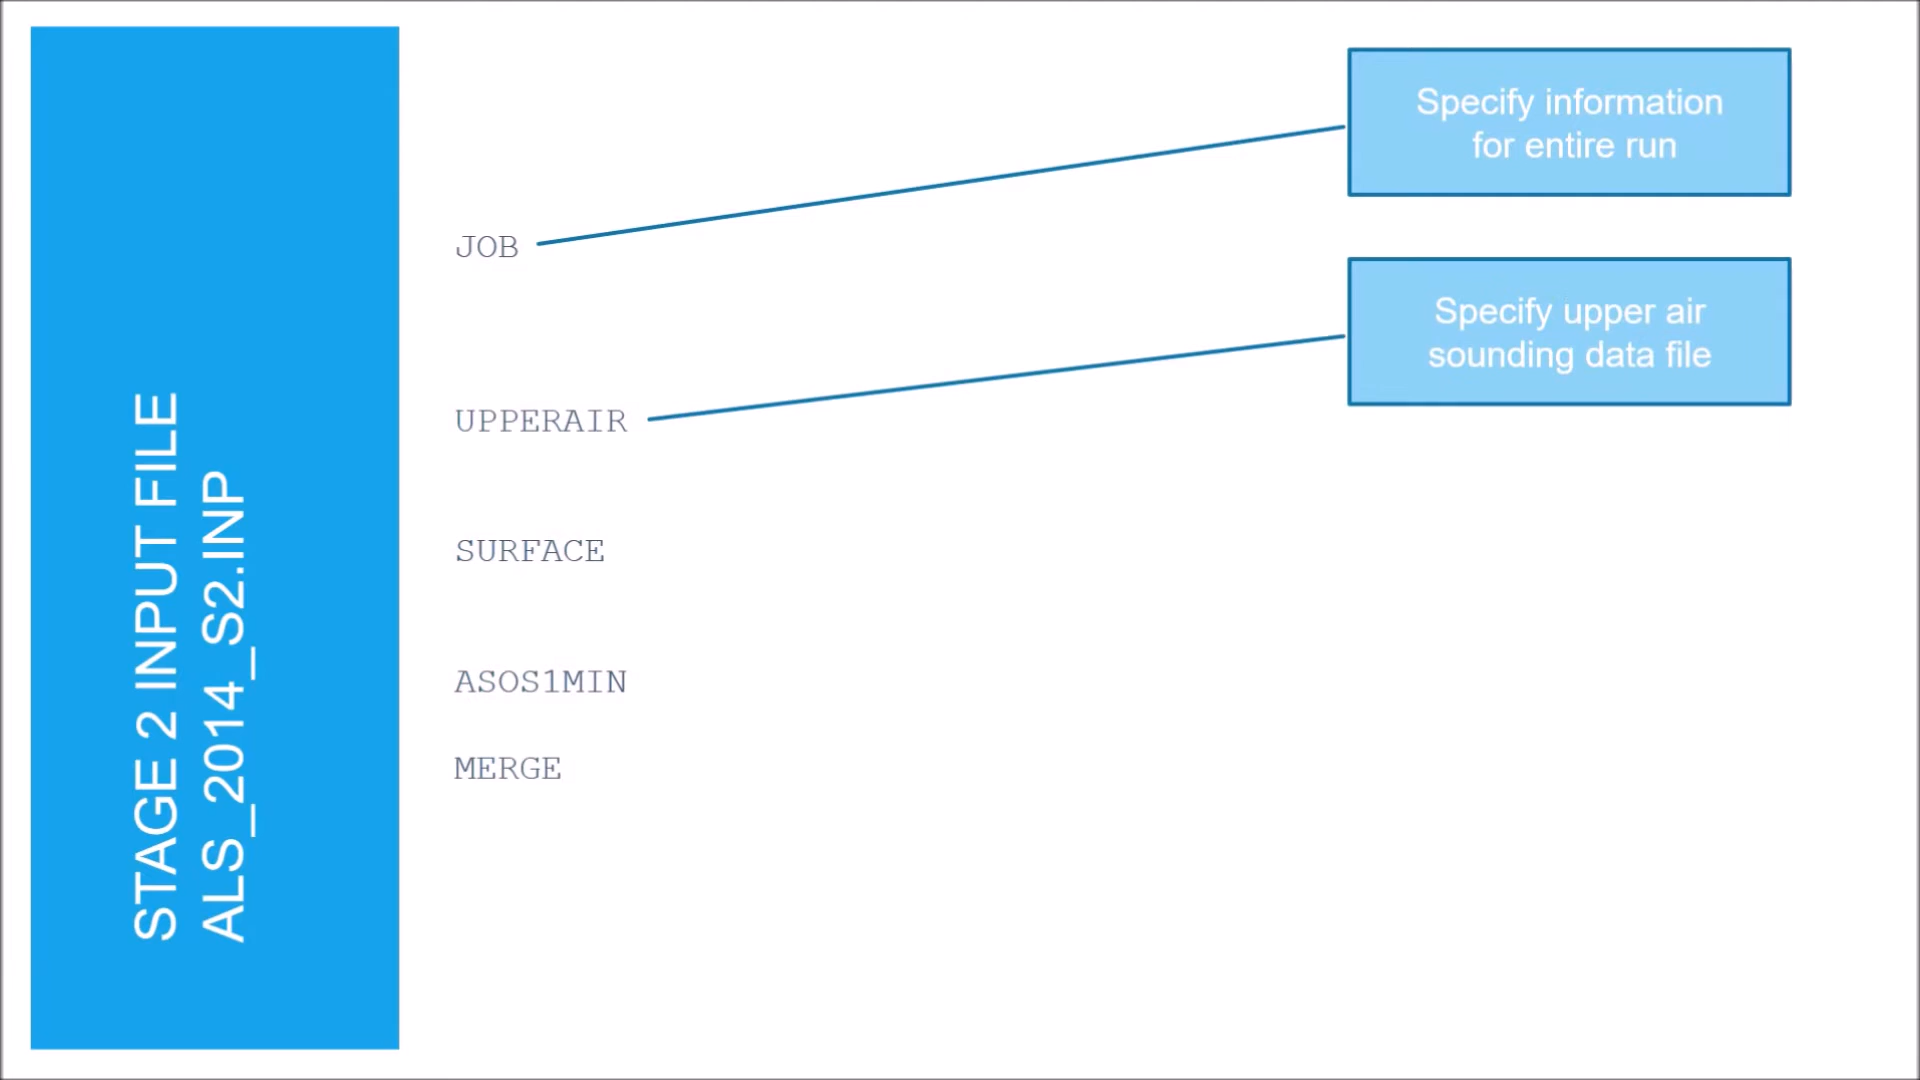 STAGE 2 INPUT FILE
ALS_2014_S2.INP
JOB
Specify information
for entire run
UPPERAIR
Specify upper air
sounding data file
SURFACE
ASOS1MIN
MERGE